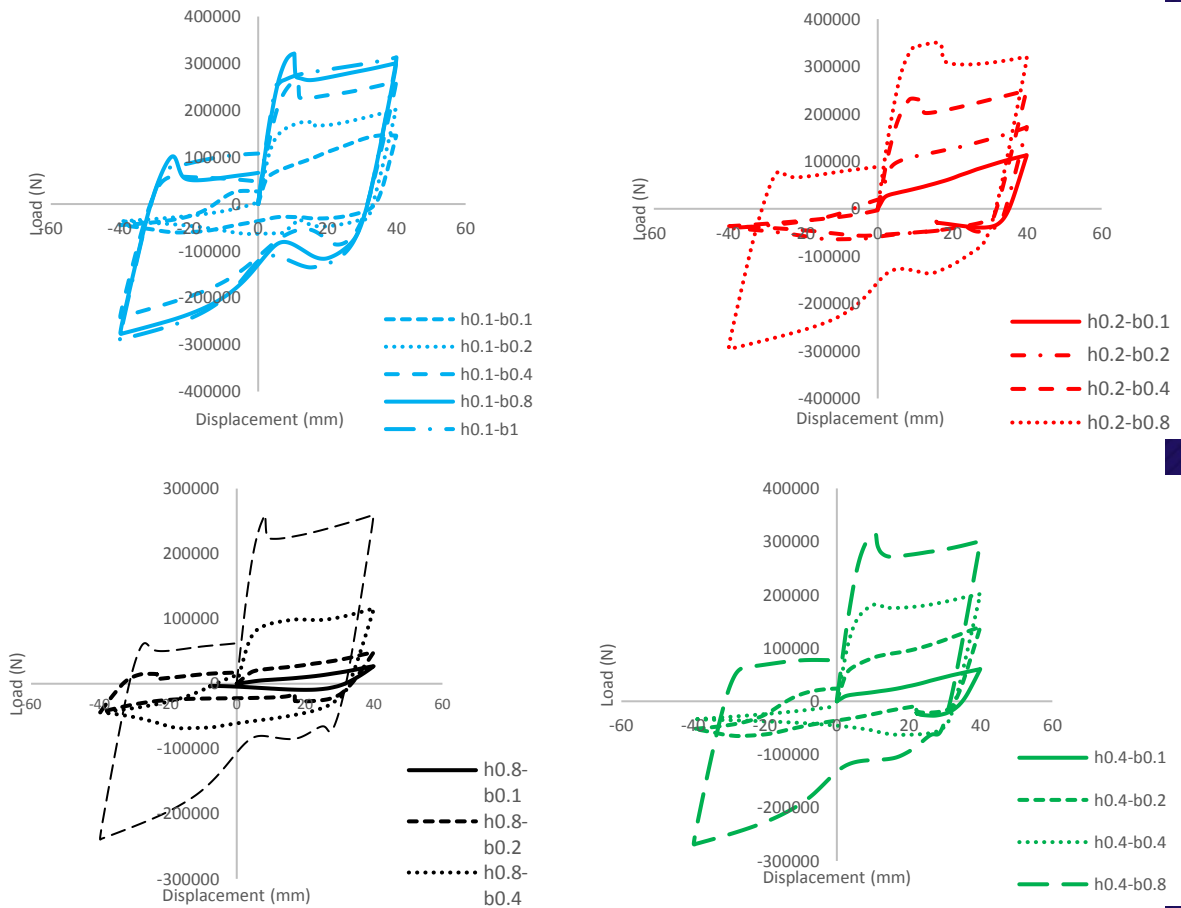 400000
300000
200000
100000
0
-100000
-200000
-300000
-400000
-60 -40 -20 0 20 40 60
Load (N)
Displacement (mm)
h0.1-b0.1
h0.1-b0.2
h0.1-b0.4
h0.1-b0.8
h0.1-b1
400000
300000
200000
100000
0
-100000
-200000
-300000
-400000
-60 -40 -20 0 20 40 60
Load (N)
Displacement (mm)
h0.2-b0.1
h0.2-b0.2
h0.2-b0.4
h0.2-b0.8
300000
200000
100000
0
-100000
-200000
-300000
-60 -40 -20 0 20 40 60
Load (N)
Displacement (mm)
h0.8-
b0.1
h0.8-
b0.2
h0.8-
b0.4
400000
300000
200000
100000
0
-100000
-200000
-300000
-60 -40 -20 0 20 40 60
Load (N)
Displacement (mm)
h0.4-b0.1
h0.4-b0.2
h0.4-b0.4
h0.4-b0.8